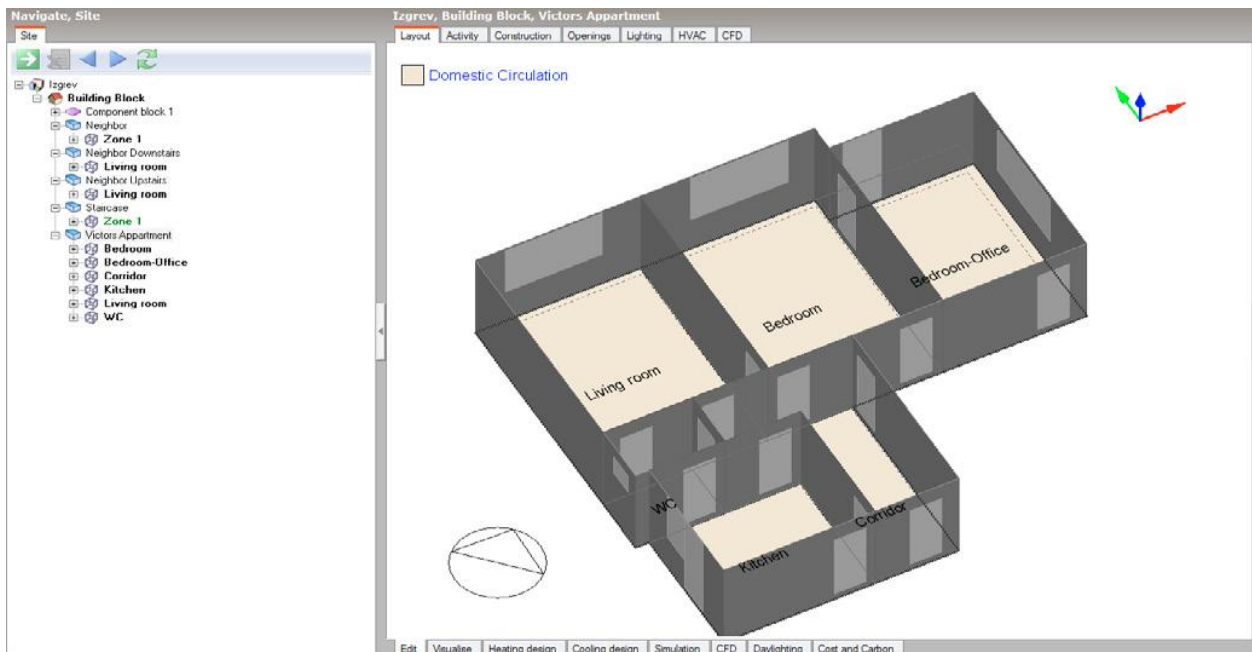 Navigate, Site
Site
Izgrev
Building Block
Component block 1
Neighbor
Zone 1
Neighbor Downstairs
Living room
Neighbor Upstairs
Living room
Staircase
Zone 1
Victors Appartment
Bedroom
Bedroom-Office
Corridor
Kitchen
Living room
WC
Izgrev, Building Block, Victors Appartment
Layout Activity Construction Openings Lighting HVAC CFD
Domestic Circulation
Bedroom-Office
Bedroom
Living room
WC
Corridor
Kitchen
Edit Visualise Heating design Cooling design Simulation CFD Daylighting Cost and Carbon